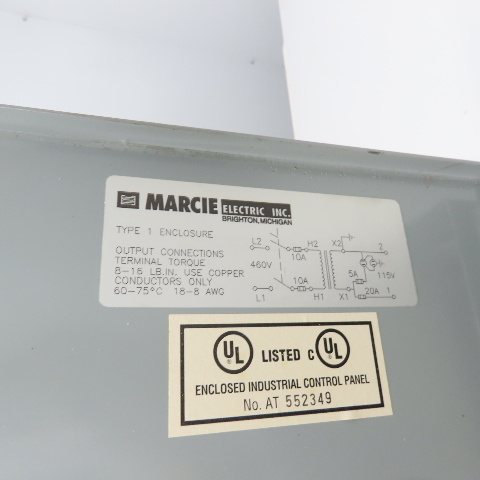 MARCIE ELECTRIC INC.
BRIGHTON, MICHIGAN
TYPE 1 ENCLOSURE
OUTPUT CONNECTIONS
TERMINAL TORQUE
8-16 LB.IN. USE COPPER
CONDUCTORS ONLY
60-75°C 18-8 AWG
L2 H2 X2 2
10A
460V 5A 115V
10A 20A 1
L1 H1 X1
UL LISTED C UL
ENCLOSED INDUSTRIAL CONTROL PANEL
No. AT 552349